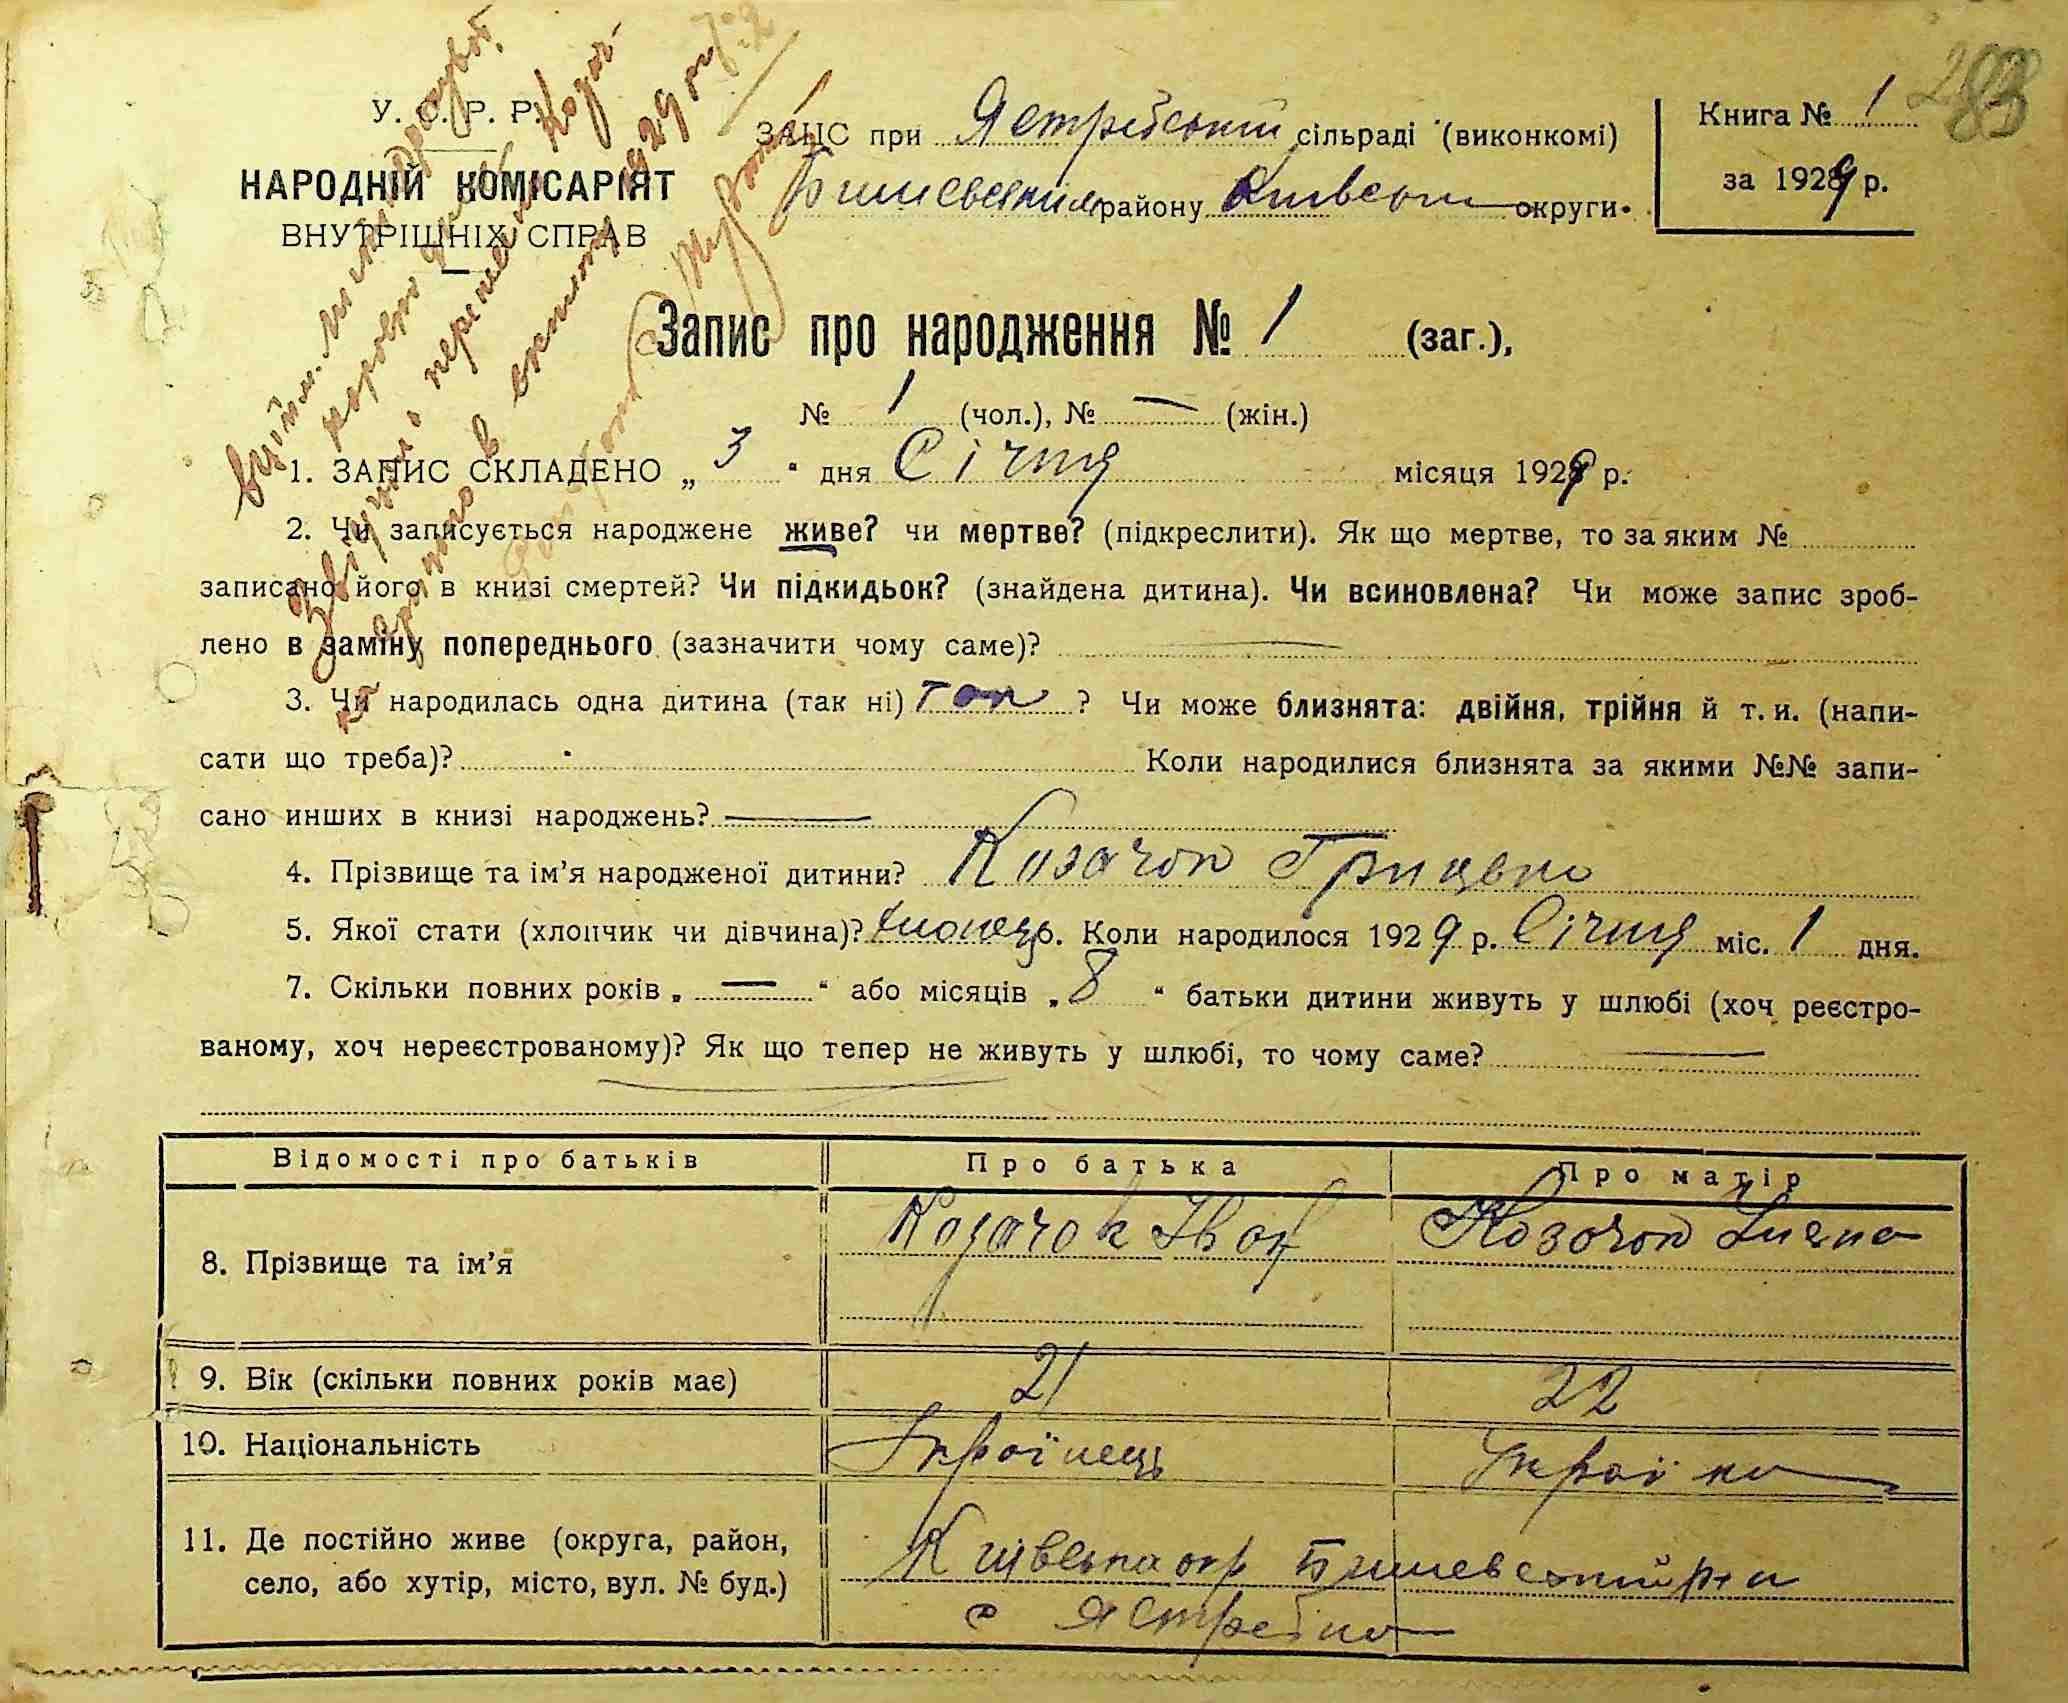 283
У. С. Р. Р.
НАРОДНІЙ КОМІСАРІЯТ
ВНУТРІШНІХ СПРАВ
ЗАЦС при Ястребській сільраді (виконкомі)
Бишевським району Київськ округи.
Книга № 1
за 1929 р.
Запис про народження № 1 (заг.),
№ 1 (чол.), № — (жін.)
1. ЗАПИС СКЛАДЕНО „ 3 “ дня Січня місяця 1929 р.
2. Чи записується народжене живе? чи мертве? (підкреслити). Як що мертве, то за яким №
записано його в книзі смертей? Чи підкидьок? (знайдена дитина). Чи всиновлена? Чи може запис зроб-
лено в заміну попереднього (зазначити чому саме)?
3. Чи народилась одна дитина (так ні) так ? Чи може близнята: двійня, трійня й т. и. (напи-
сати що треба)? Коли народилися близнята за якими №№ запи-
сано инших в книзі народжень? —
4. Прізвище та ім’я народженої дитини? Козачок Грицько
5. Якої стати (хлопчик чи дівчина)? хлопець 6. Коли народилося 1929 р. Січня міс. 1 дня.
7. Скільки повних років „ — “ або місяців „ 8 “ батьки дитини живуть у шлюбі (хоч реєстро-
ваному, хоч нереєстрованому)? Як що тепер не живуть у шлюбі, то чому саме? —
Відомості про батьків Про батька Про матір
8. Прізвище та ім’я Козачок Іван Козачок
9. Вік (скільки повних років має) 21 22
10. Національність Українець Українка
11. Де постійно живе (округа, район, Київська окр Бишевський р-н
село, або хутір, місто, вул. № буд.) с Ястребна